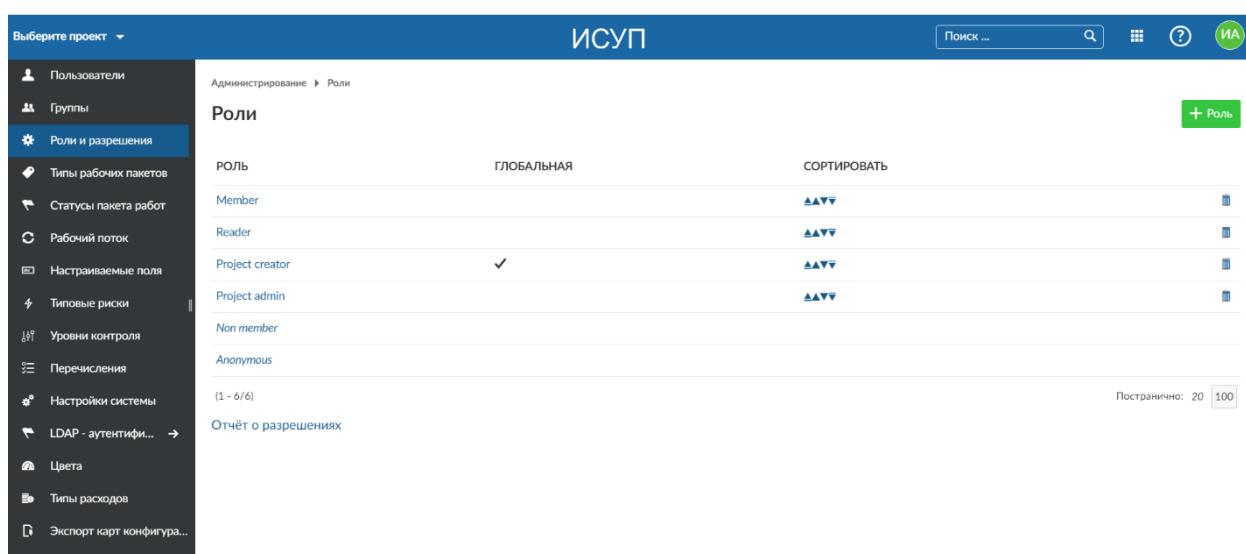 Выберите проект
ИСУП
Поиск ...
ИА
Пользователи
Группы
Роли и разрешения
Типы рабочих пакетов
Статусы пакета работ
Рабочий поток
Настраиваемые поля
Типовые риски
Уровни контроля
Перечисления
Настройки системы
LDAP - аутентифи...
Цвета
Типы расходов
Экспорт карт конфигура...
Администрирование Роли
Роли
+ Роль
РОЛЬ ГЛОБАЛЬНАЯ СОРТИРОВАТЬ
Member
Reader
Project creator
Project admin
Non member
Anonymous
(1 - 6/6) Постранично: 20 100
Отчёт о разрешениях